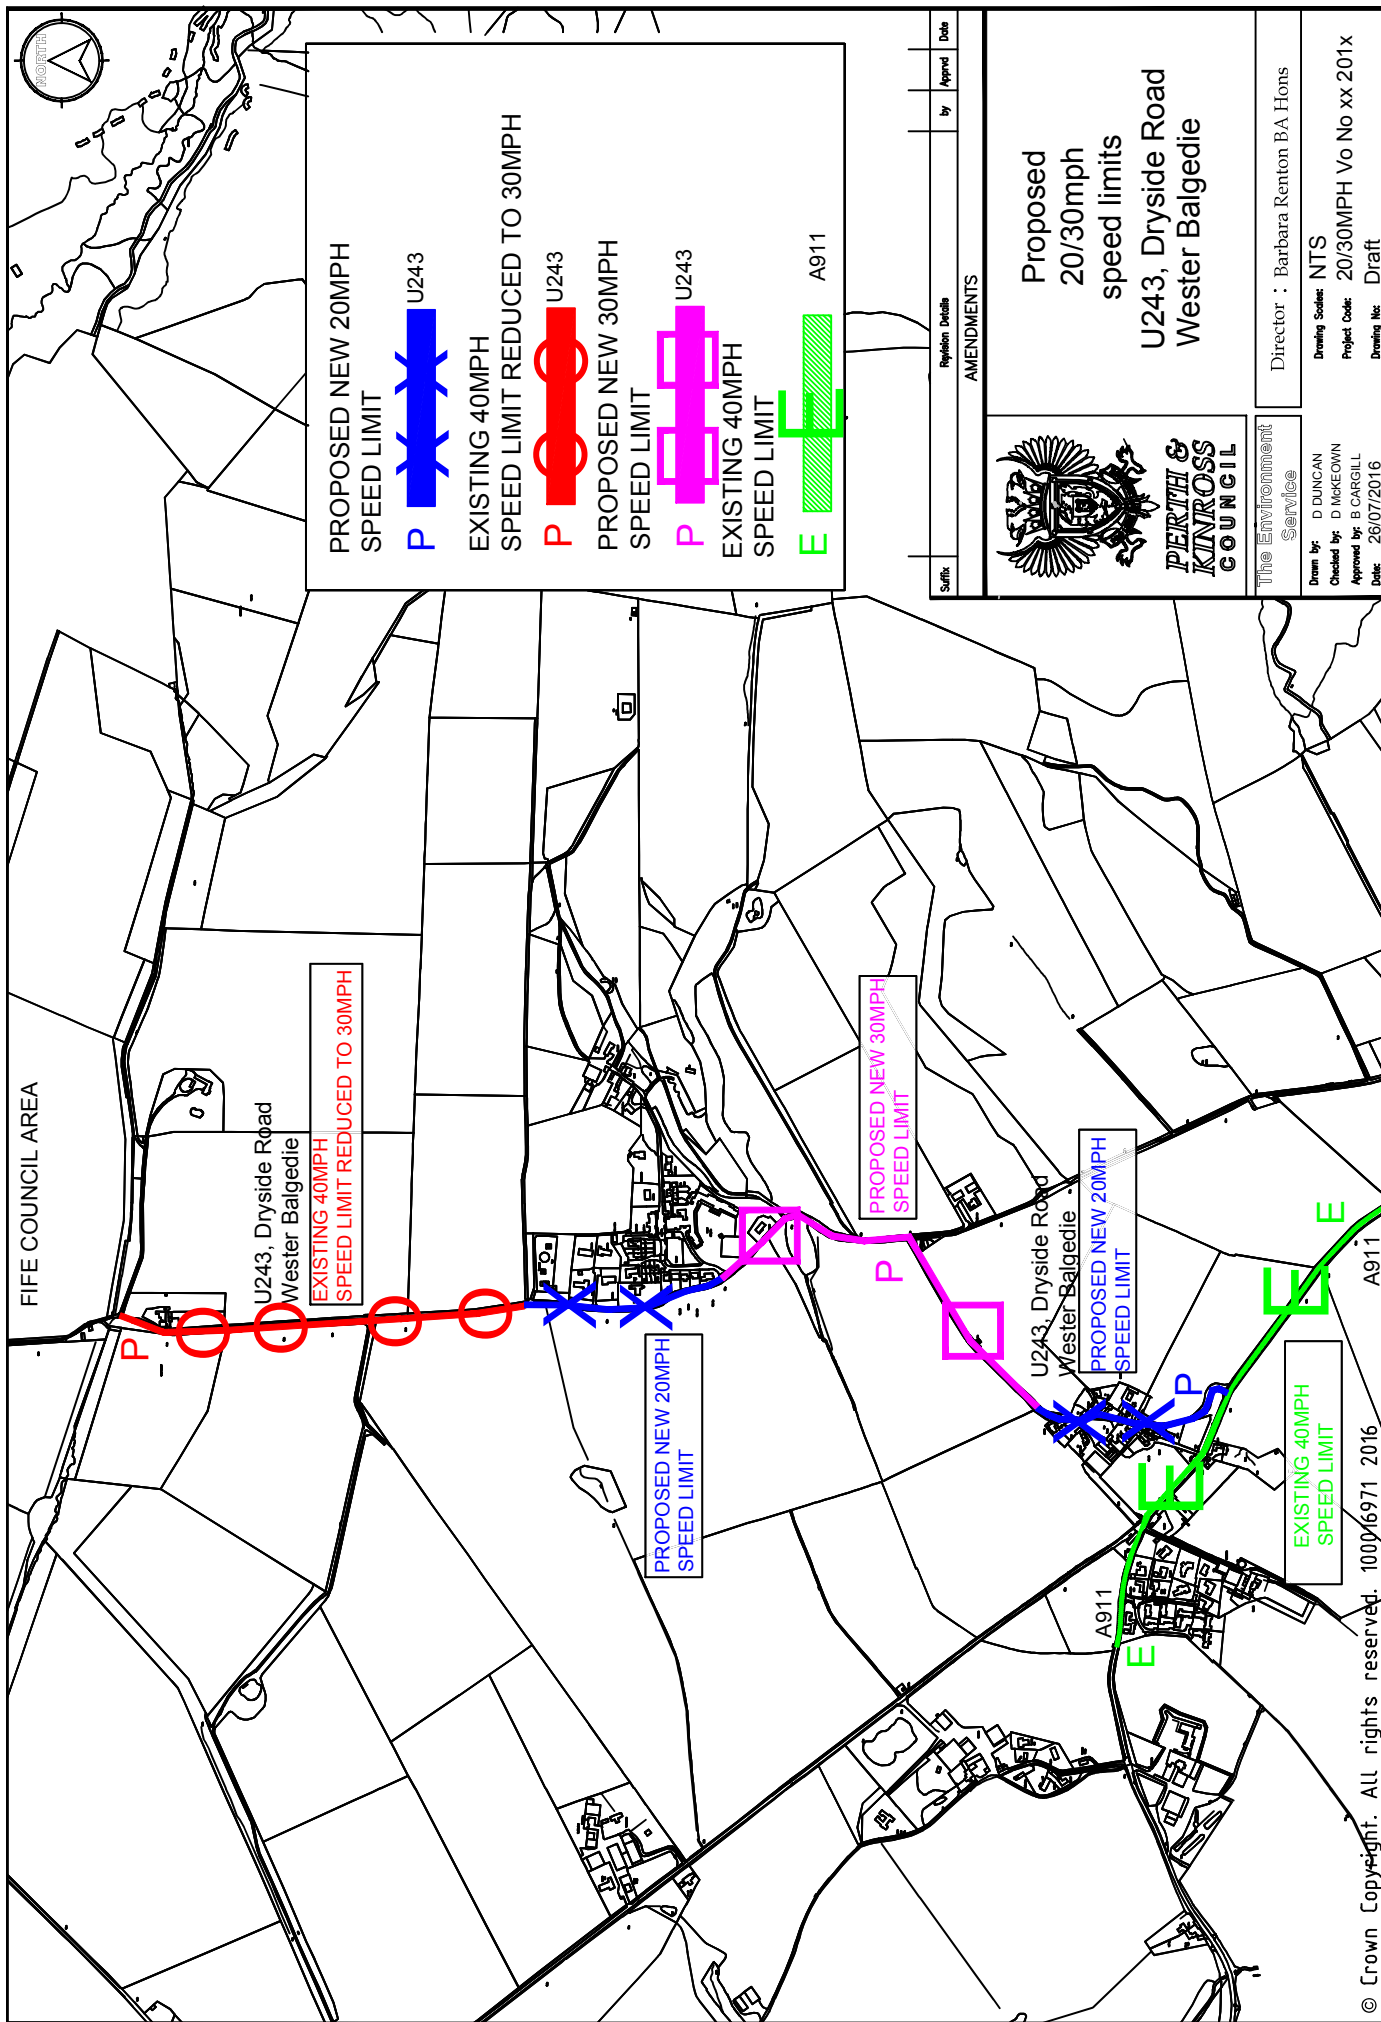 NORTH
FIFE COUNCIL AREA
U243, Dryside Road
Wester Balgedie
EXISTING 40MPH
SPEED LIMIT REDUCED TO 30MPH
P
PROPOSED NEW 20MPH
SPEED LIMIT
PROPOSED NEW 30MPH
SPEED LIMIT
P
U243, Dryside Road
Wester Balgedie
PROPOSED NEW 20MPH
SPEED LIMIT
P
E
E
E
E
A911
A911
EXISTING 40MPH
SPEED LIMIT
© Crown Copyright. All rights reserved. 100016971 2016
PROPOSED NEW 20MPH
SPEED LIMIT
P U243
EXISTING 40MPH
SPEED LIMIT REDUCED TO 30MPH
P U243
PROPOSED NEW 30MPH
SPEED LIMIT
P U243
EXISTING 40MPH
SPEED LIMIT
E E A911
Suffix Revision Details by Apprvd Date
AMENDMENTS
PERTH &
KINROSS
COUNCIL
Proposed
20/30mph
speed limits
U243, Dryside Road
Wester Balgedie
The Environment
Service
Director : Barbara Renton BA Hons
Drawn by: D DUNCAN
Checked by: D McKEOWN
Approved by: B CARGILL
Date: 26/07/2016
Drawing Scales: NTS
Project Code: 20/30MPH Vo No xx 201x
Drawing No: Draft